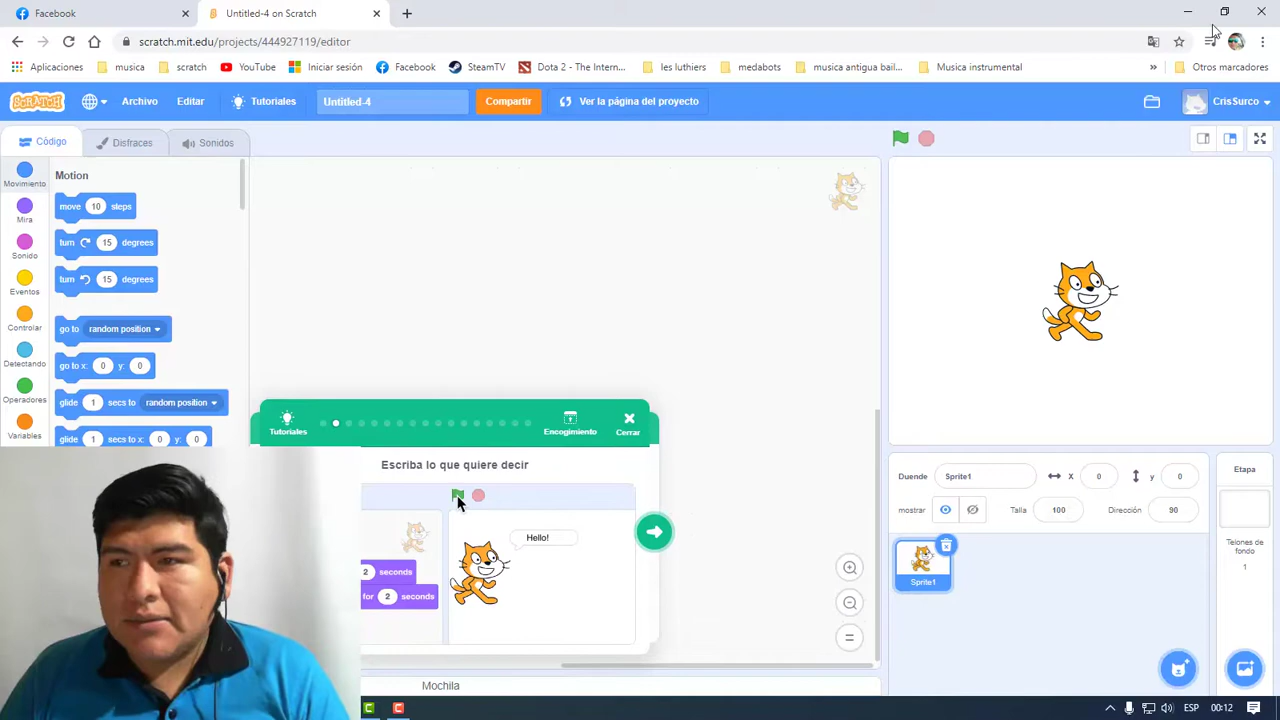 Facebook
Untitled-4 on Scratch
scratch.mit.edu/projects/444927119/editor
Aplicaciones musica scratch YouTube Iniciar sesión Facebook SteamTV Dota 2 - The Intern... les luthiers medabots musica antigua bail... Musica instrumental » Otros marcadores
SCRATCH Archivo Editar Tutoriales Untitled-4 Compartir Ver la página del proyecto CrisSurco
Código Disfraces Sonidos
Movimiento
Mira
Sonido
Eventos
Controlar
Detectando
Operadores
Variables
Motion
move 10 steps
turn 15 degrees
turn 15 degrees
go to random position
go to x: 0 y: 0
glide 1 secs to random position
glide 1 secs to x: 0 y: 0
Tutoriales Encogimiento Cerrar
Escriba lo que quiere decir
2 seconds
for 2 seconds
Hello!
Mochila
Duende Sprite1 X 0 y 0
mostrar Talla 100 Dirección 90
Sprite1
Etapa
Telones de
fondo
1
ESP 00:12